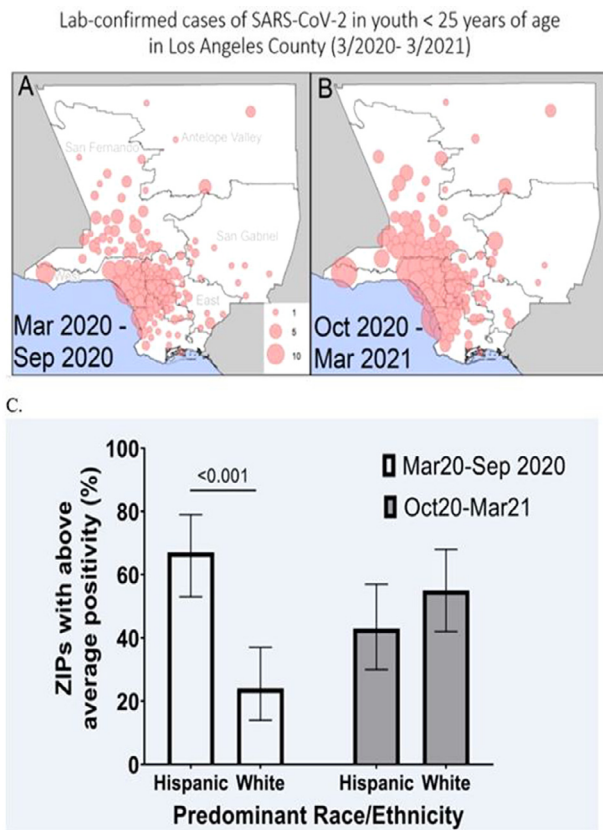 Lab-confirmed cases of SARS-CoV-2 in youth < 25 years of age
in Los Angeles County (3/2020- 3/2021)
A
San Fernando
Antelope Valley
San Gabriel
West
East
Mar 2020 -
Sep 2020
1
5
10
B
Oct 2020 -
Mar 2021
C.
ZIPs with above
average positivity (%)
100
80
60
40
20
0
<0.001
Mar20-Sep 2020
Oct20-Mar21
Hispanic White
Hispanic White
Predominant Race/Ethnicity